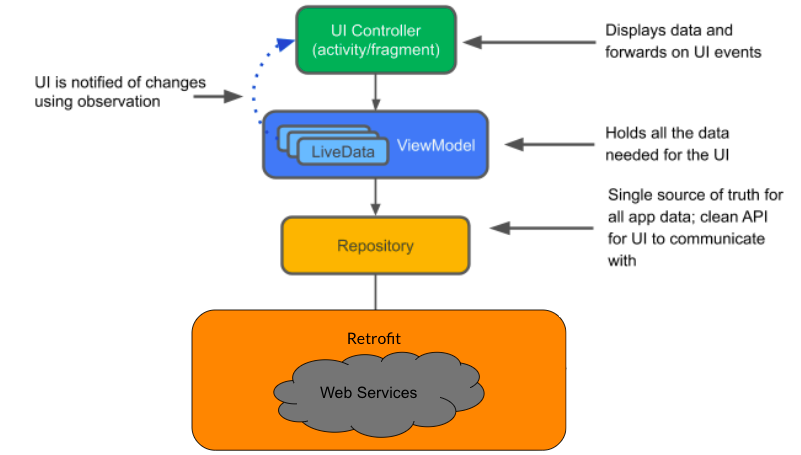 UI Controller
(activity/fragment)
Displays data and
forwards on UI events
UI is notified of changes
using observation
LiveData
ViewModel
Holds all the data
needed for the UI
Repository
Single source of truth for
all app data; clean API
for UI to communicate
with
Retrofit
Web Services